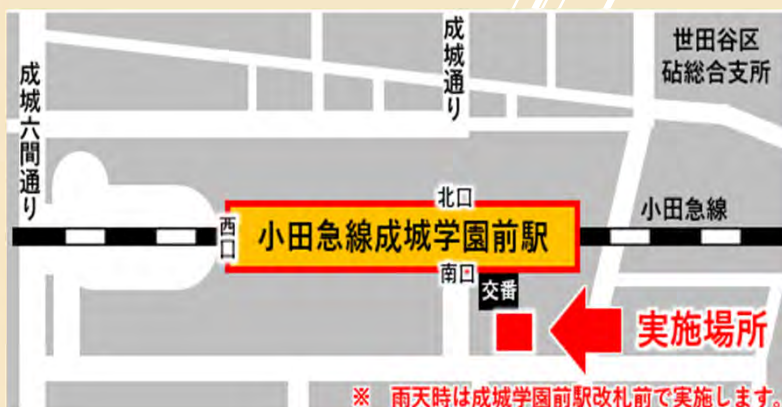 成城六間通り
成城通り
世田谷区
砧総合支所
北口
西口
小田急線成城学園前駅
小田急線
南口
交番
実施場所
※ 雨天時は成城学園前駅改札前で実施します。